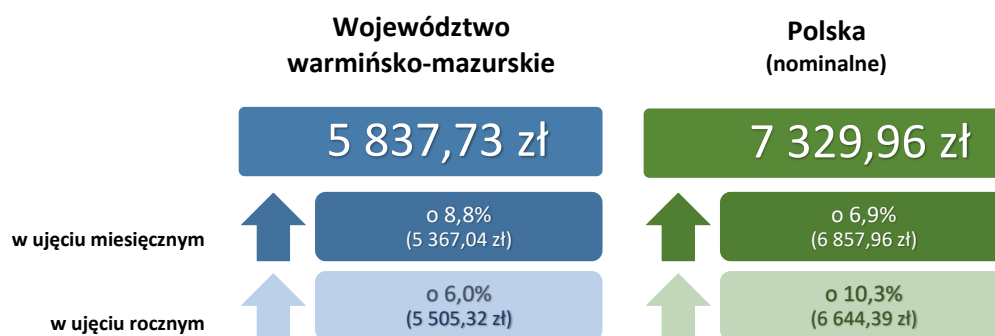 Województwo
warmińsko-mazurskie
Polska
(nominalne)
5 837,73 zł
7 329,96 zł
w ujęciu miesięcznym
o 8,8%
(5 367,04 zł)
o 6,9%
(6 857,96 zł)
w ujęciu rocznym
o 6,0%
(5 505,32 zł)
o 10,3%
(6 644,39 zł)